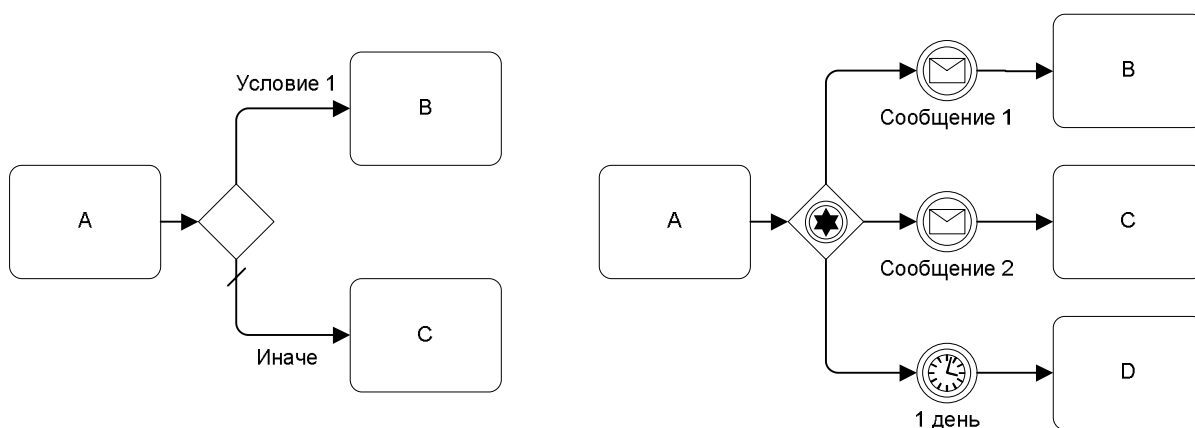 Условие 1
B
A
C
Иначе
B
Сообщение 1
A
C
Сообщение 2
D
1 день